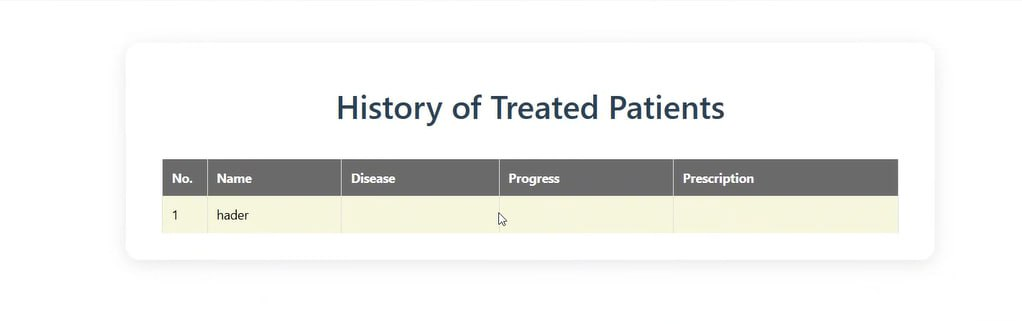 History of Treated Patients
No. Name Disease Progress Prescription
1 hader